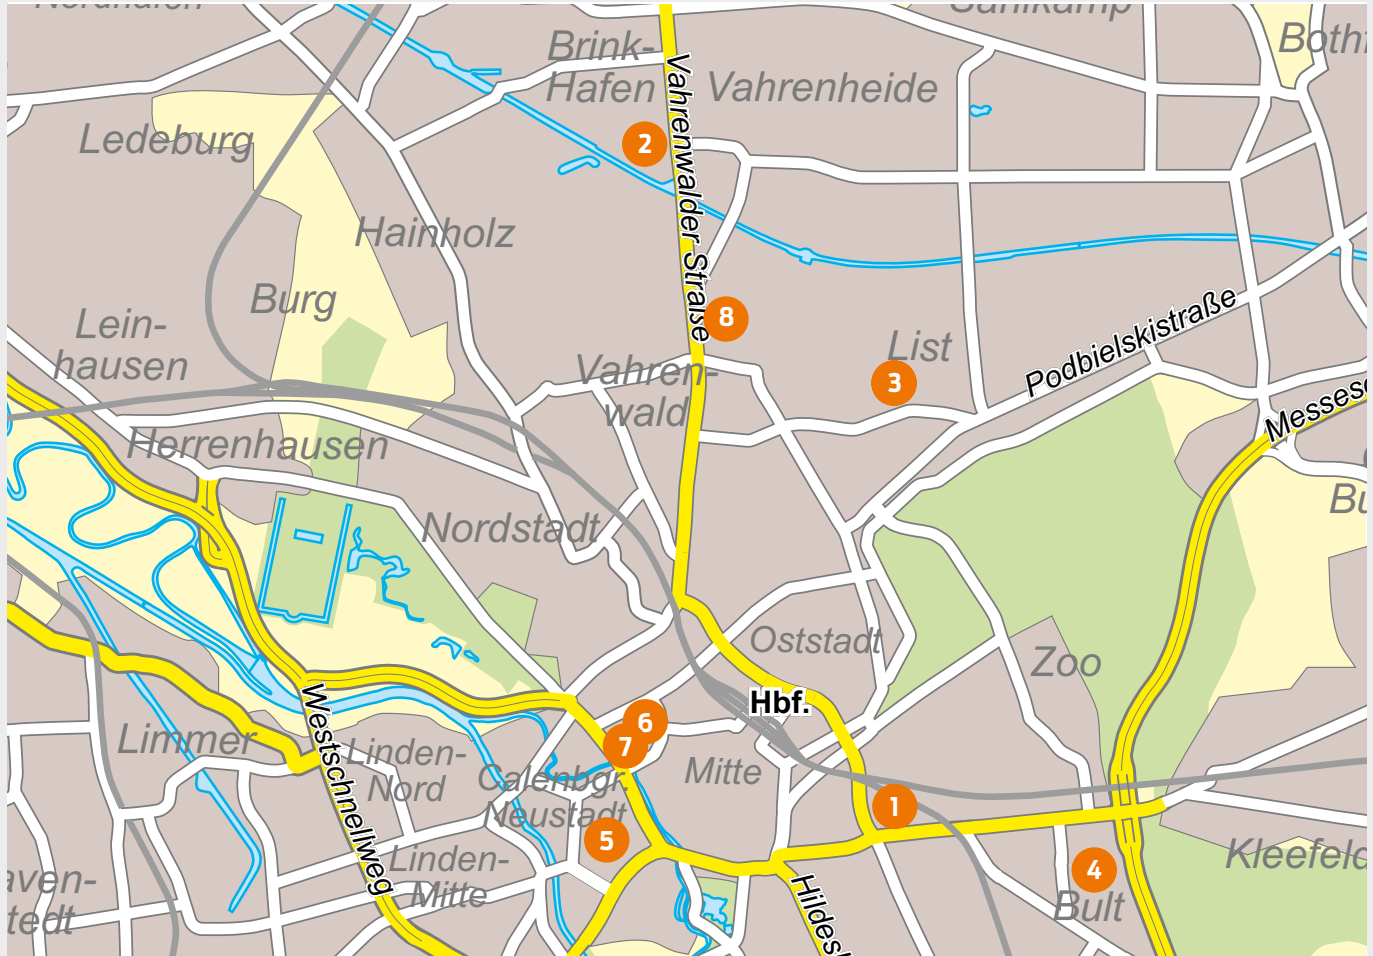 Brink-
Hafen
Vahrenheide
Sahlkamp
Ledeburg
2
Vahrenwalder Straße
Hainholz
Burg
Lein-
hausen
8
List
3
Podbielskistraße
Vahren-
wald
Herrenhausen
Nordstadt
Oststadt
Zoo
Hbf.
6
7
Westschnellweg
Limmer
Linden-
Nord
Calenbgr.
Neustadt
Mitte
1
5
Linden-
Mitte
4
Bult
Kleefeld